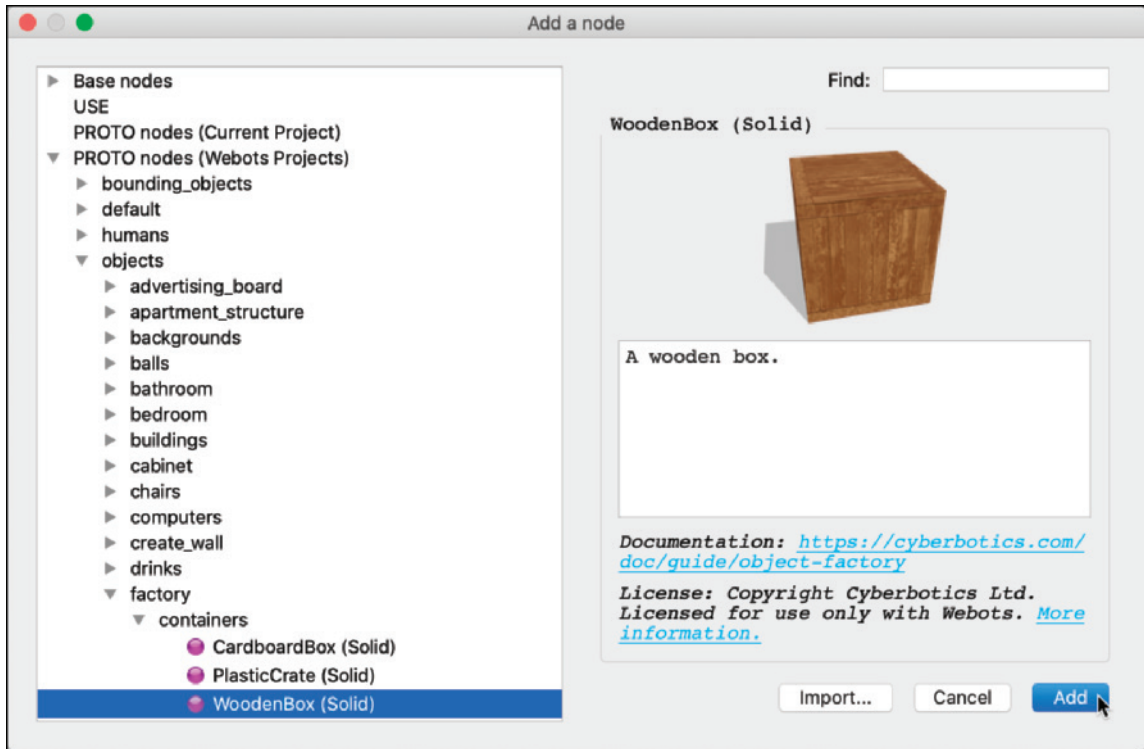 Add a node
Base nodes
USE
PROTO nodes (Current Project)
PROTO nodes (Webots Projects)
bounding_objects
default
humans
objects
advertising_board
apartment_structure
backgrounds
balls
bathroom
bedroom
buildings
cabinet
chairs
computers
create_wall
drinks
factory
containers
CardboardBox (Solid)
PlasticCrate (Solid)
WoodenBox (Solid)
Find:
WoodenBox (Solid)
A wooden box.
Documentation: https://cyberbotics.com/
doc/guide/object-factory
License: Copyright Cyberbotics Ltd.
Licensed for use only with Webots. More
information.
Import... Cancel Add